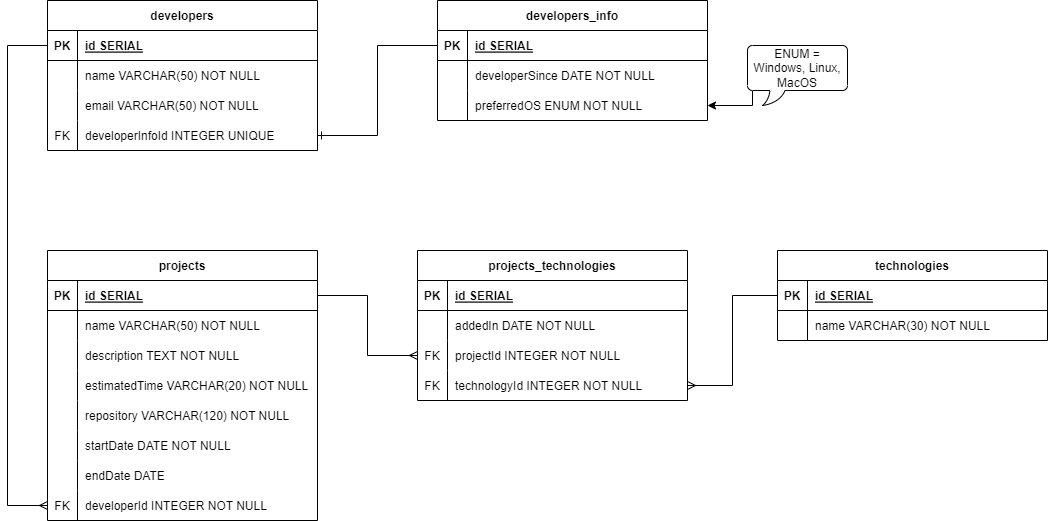 developers
PK id SERIAL
name VARCHAR(50) NOT NULL
email VARCHAR(50) NOT NULL
FK developerInfoId INTEGER UNIQUE
developers_info
PK id SERIAL
developerSince DATE NOT NULL
preferredOS ENUM NOT NULL
ENUM =
Windows, Linux,
MacOS
projects
PK id SERIAL
name VARCHAR(50) NOT NULL
description TEXT NOT NULL
estimatedTime VARCHAR(20) NOT NULL
repository VARCHAR(120) NOT NULL
startDate DATE NOT NULL
endDate DATE
FK developerId INTEGER NOT NULL
projects_technologies
PK id SERIAL
addedIn DATE NOT NULL
FK projectId INTEGER NOT NULL
FK technologyId INTEGER NOT NULL
technologies
PK id SERIAL
name VARCHAR(30) NOT NULL